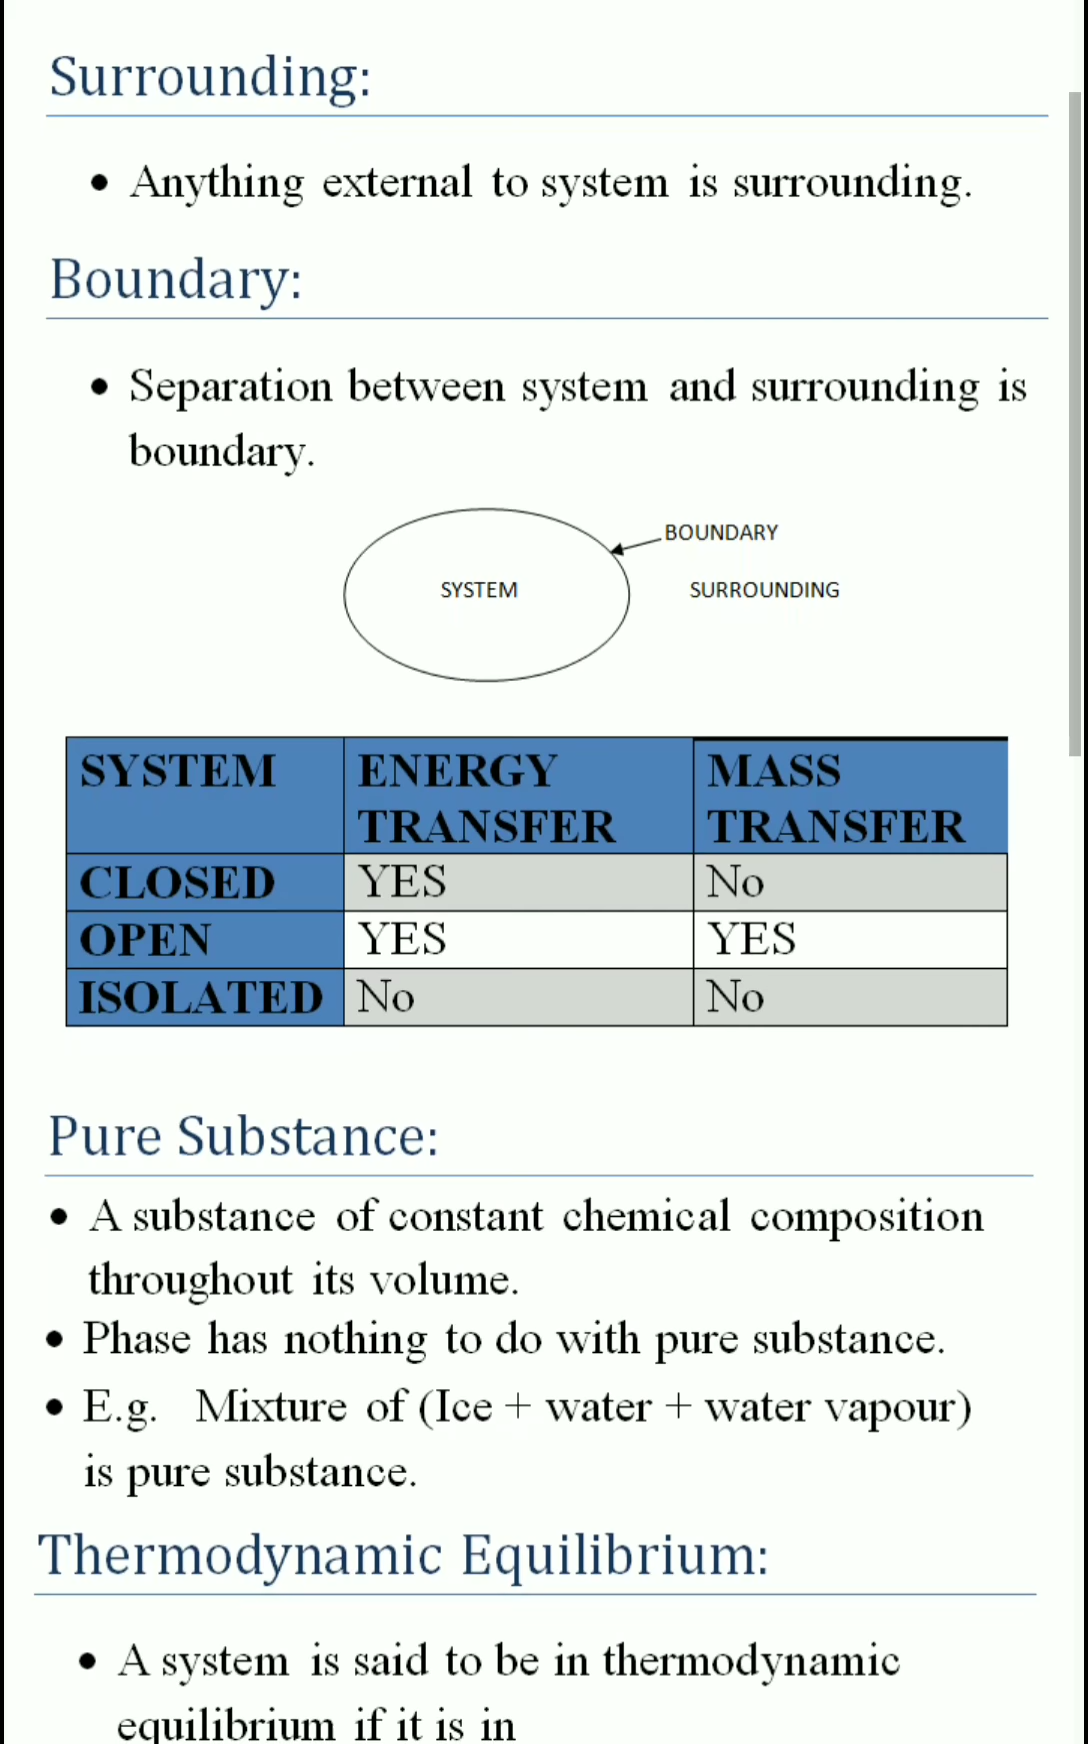 Surrounding:
• Anything external to system is surrounding.
Boundary:
• Separation between system and surrounding is
boundary.
BOUNDARY
SYSTEM SURROUNDING
SYSTEM ENERGY TRANSFER MASS TRANSFER
CLOSED YES No
OPEN YES YES
ISOLATED No No
Pure Substance:
• A substance of constant chemical composition
throughout its volume.
• Phase has nothing to do with pure substance.
• E.g. Mixture of (Ice + water + water vapour)
is pure substance.
Thermodynamic Equilibrium:
• A system is said to be in thermodynamic
equilibrium if it is in